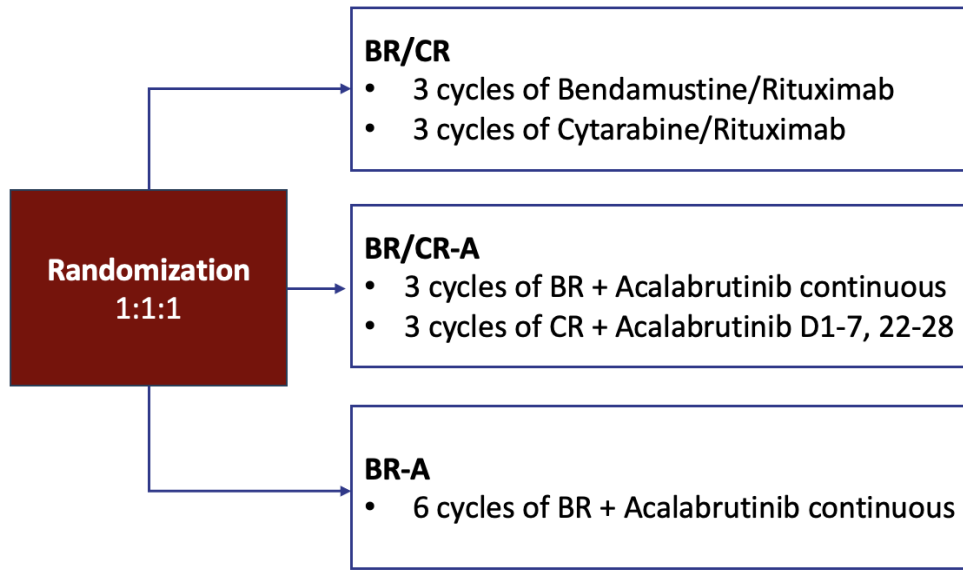 BR/CR
• 3 cycles of Bendamustine/Rituximab
• 3 cycles of Cytarabine/Rituximab
Randomization
1:1:1
BR/CR-A
• 3 cycles of BR + Acalabrutinib continuous
• 3 cycles of CR + Acalabrutinib D1-7, 22-28
BR-A
• 6 cycles of BR + Acalabrutinib continuous